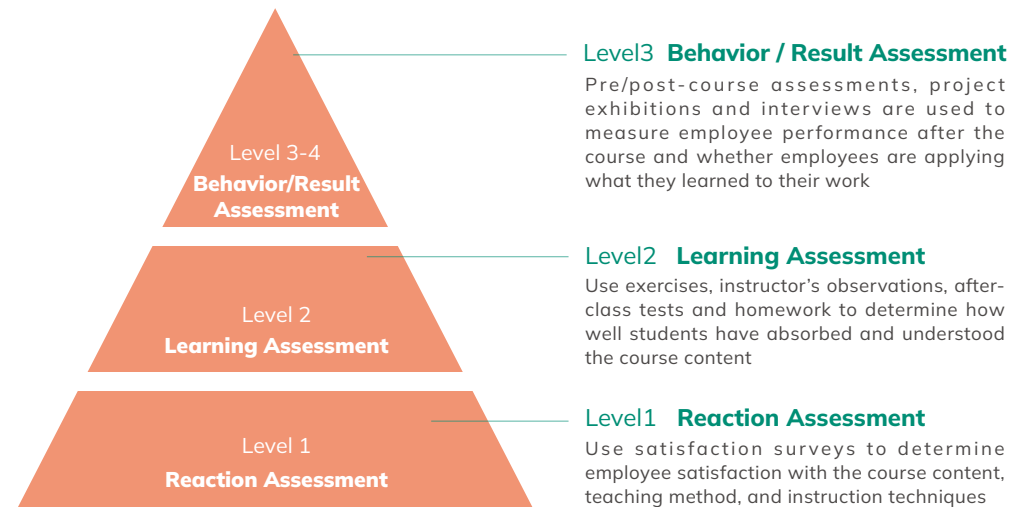 Level 3-4
Behavior/Result
Assessment
Level 2
Learning Assessment
Level 1
Reaction Assessment
Level3 Behavior / Result Assessment
Pre/post-course assessments, project
exhibitions and interviews are used to
measure employee performance after the
course and whether employees are applying
what they learned to their work
Level2 Learning Assessment
Use exercises, instructor’s observations, after-
class tests and homework to determine how
well students have absorbed and understood
the course content
Level1 Reaction Assessment
Use satisfaction surveys to determine
employee satisfaction with the course content,
teaching method, and instruction techniques